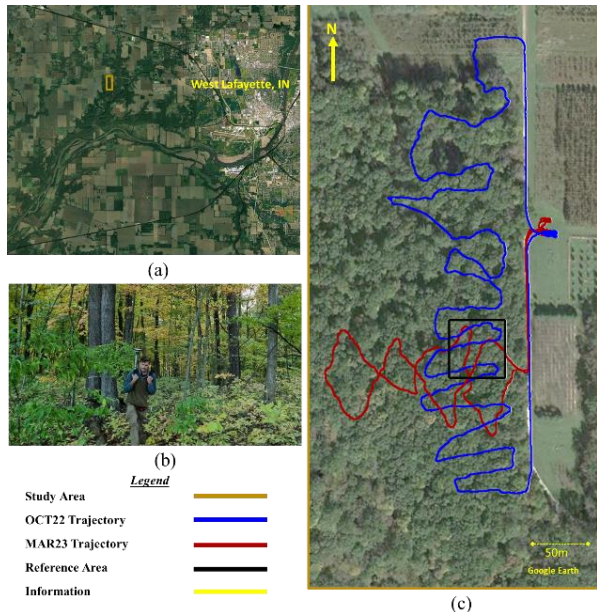 West Lafayette, IN
(a)
(b)
Legend
Study Area
OCT22 Trajectory
MAR23 Trajectory
Reference Area
Information
N
50m
Google Earth
(c)